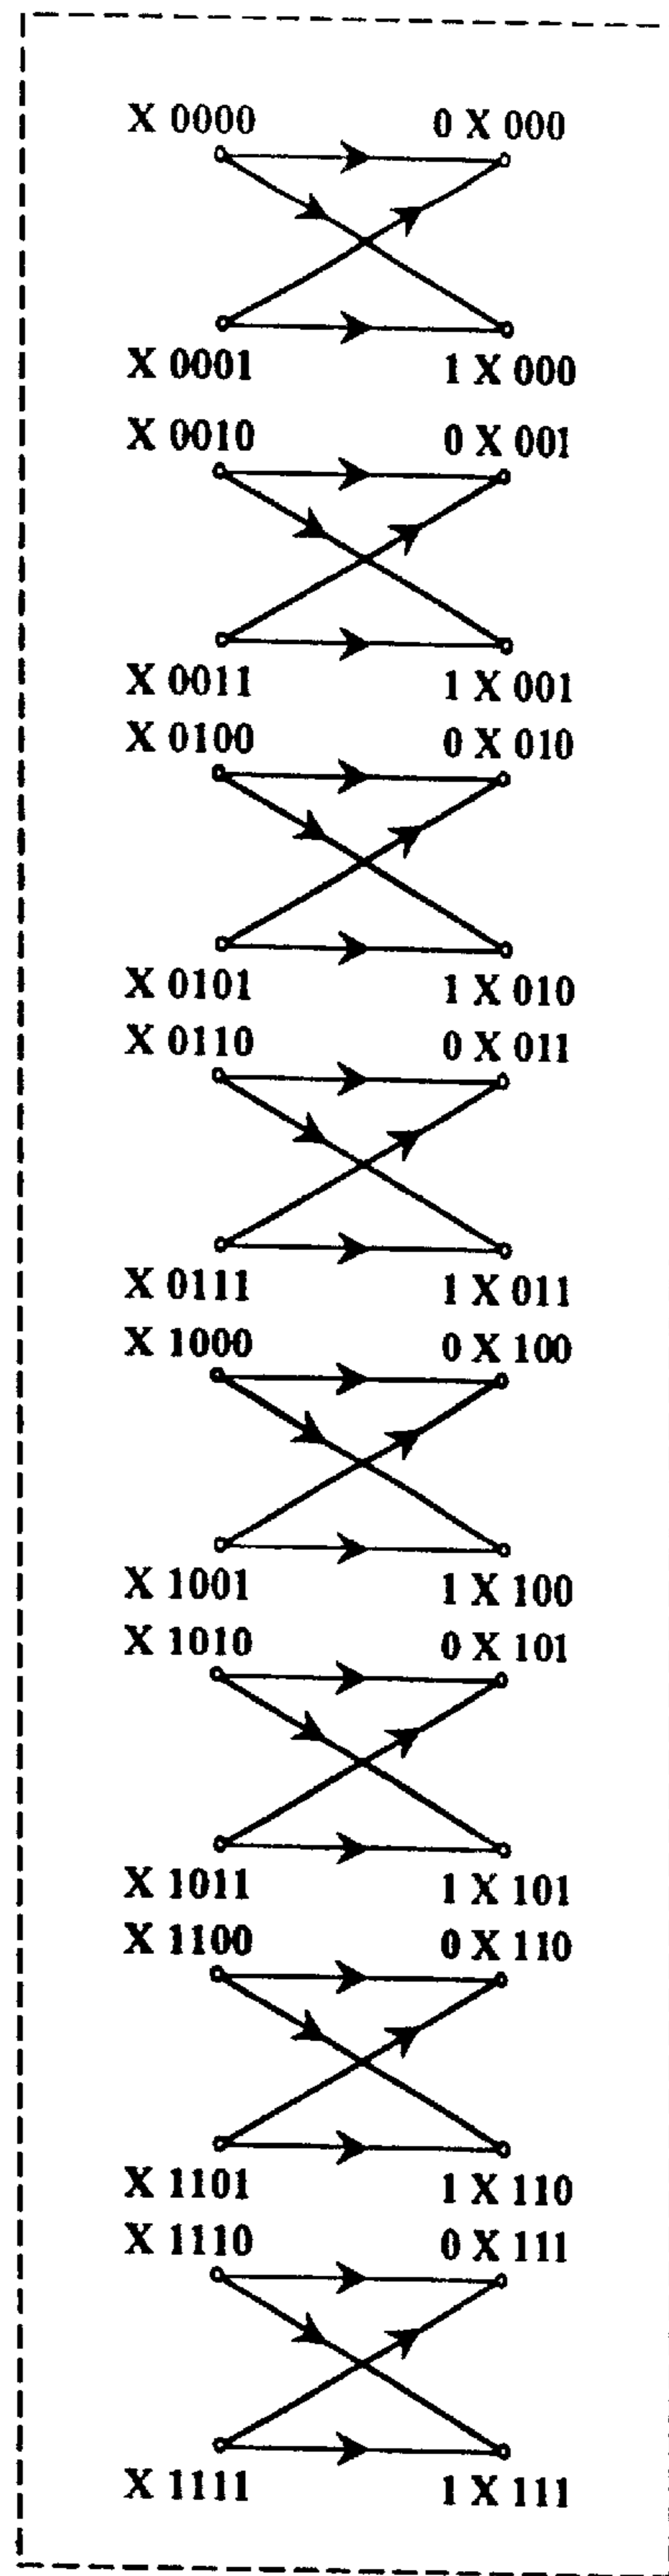 X 0000 0 X 000
X 0001 1 X 000
X 0010 0 X 001
X 0011 1 X 001
X 0100 0 X 010
X 0101 1 X 010
X 0110 0 X 011
X 0111 1 X 011
X 1000 0 X 100
X 1001 1 X 100
X 1010 0 X 101
X 1011 1 X 101
X 1100 0 X 110
X 1101 1 X 110
X 1110 0 X 111
X 1111 1 X 111